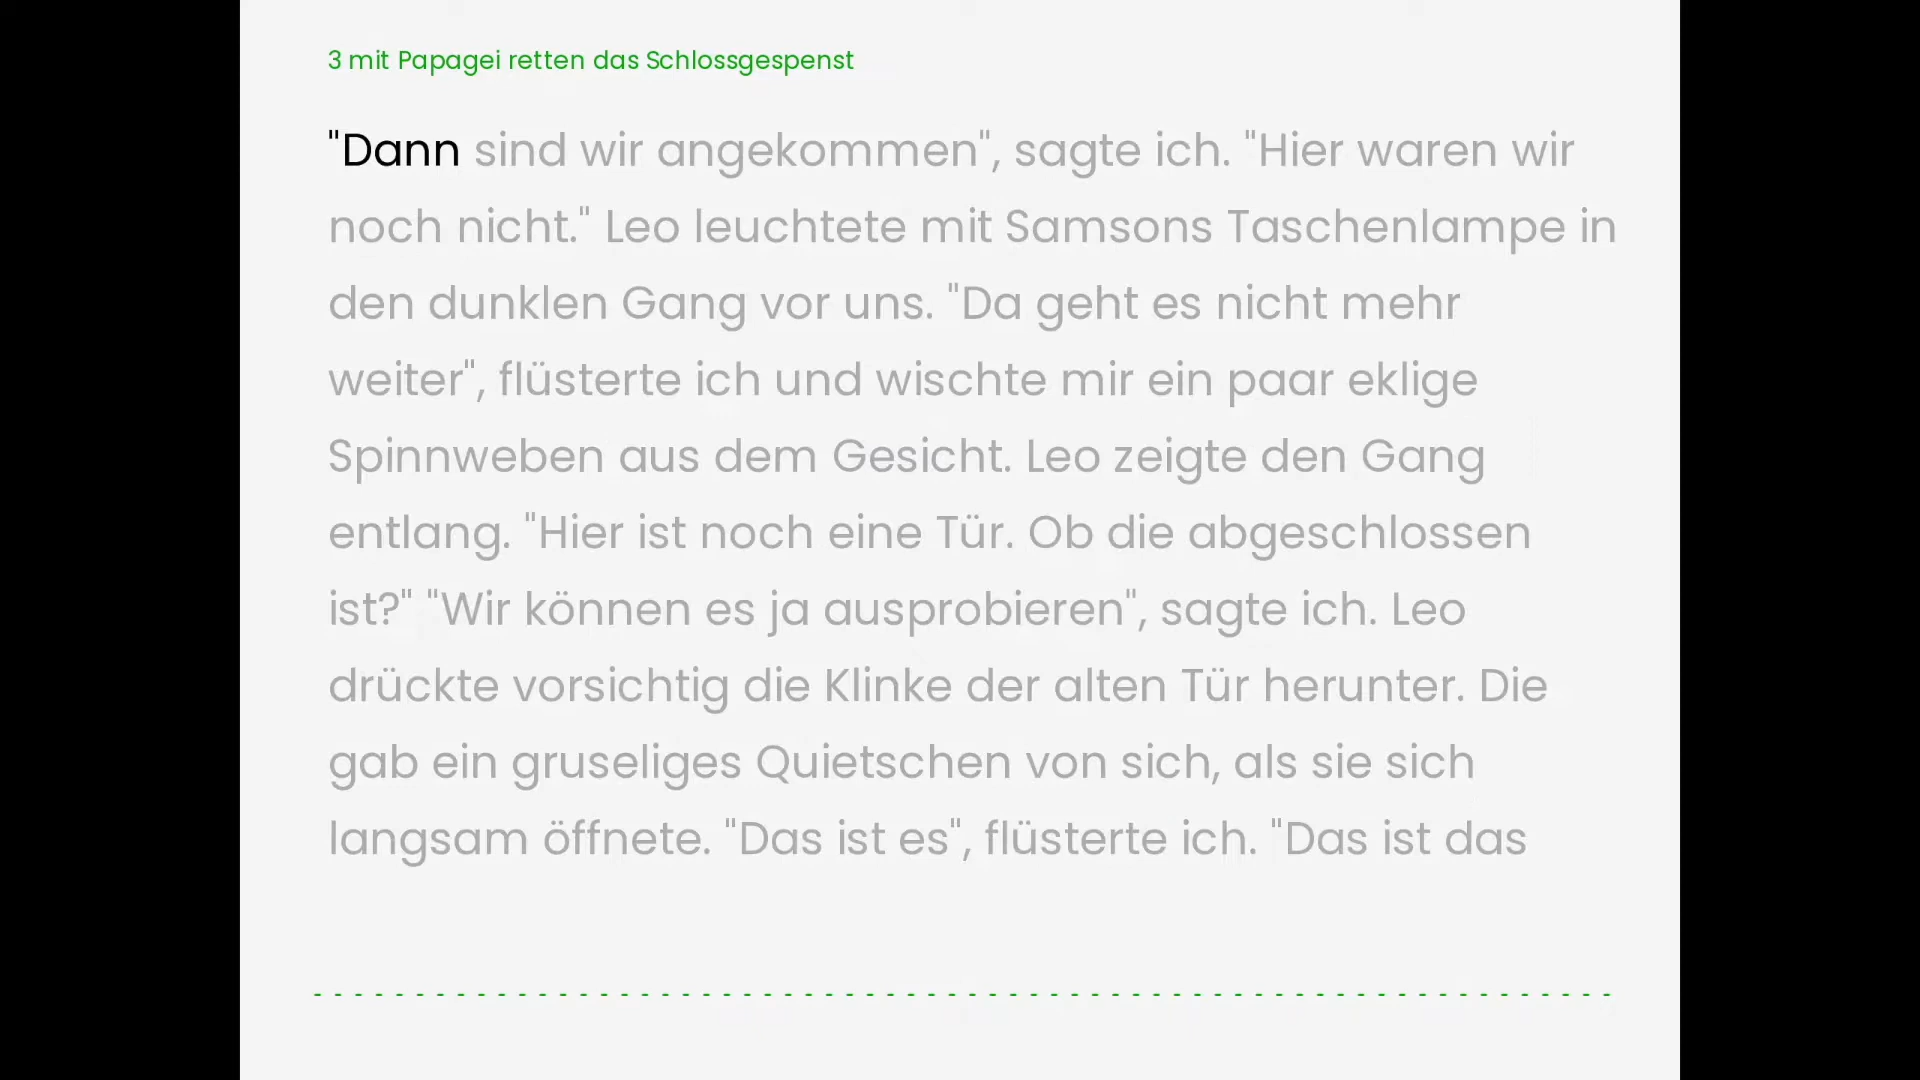 3 mit Papagei retten das Schlossgespenst
"Dann sind wir angekommen", sagte ich. "Hier waren wir
noch nicht." Leo leuchtete mit Samsons Taschenlampe in
den dunklen Gang vor uns. "Da geht es nicht mehr
weiter", flüsterte ich und wischte mir ein paar eklige
Spinnweben aus dem Gesicht. Leo zeigte den Gang
entlang. "Hier ist noch eine Tür. Ob die abgeschlossen
ist?" "Wir können es ja ausprobieren", sagte ich. Leo
drückte vorsichtig die Klinke der alten Tür herunter. Die
gab ein gruseliges Quietschen von sich, als sie sich
langsam öffnete. "Das ist es", flüsterte ich. "Das ist das